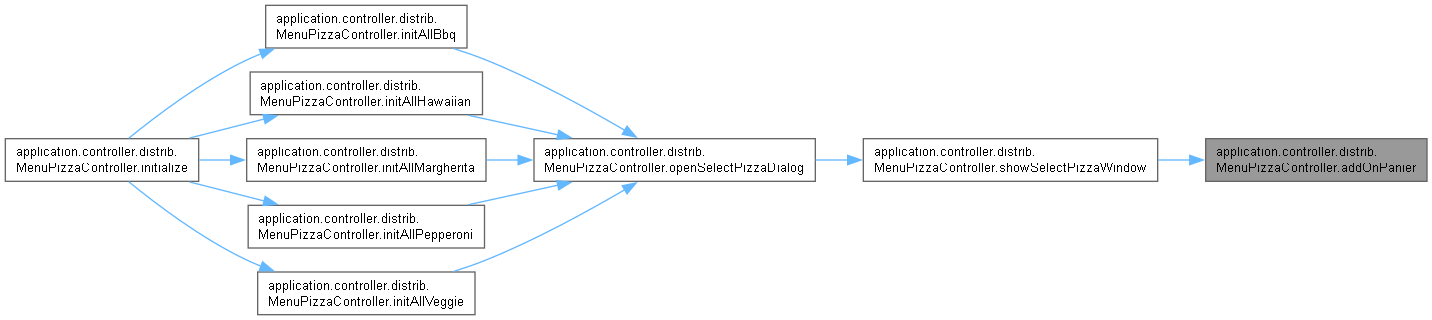 application.controller.distrib.
MenuPizzaController.initAllBbq
application.controller.distrib.
MenuPizzaController.initAllHawaiian
application.controller.distrib.
MenuPizzaController.initialize
application.controller.distrib.
MenuPizzaController.initAllMargherita
application.controller.distrib.
MenuPizzaController.openSelectPizzaDialog
application.controller.distrib.
MenuPizzaController.showSelectPizzaWindow
application.controller.distrib.
MenuPizzaController.addOnPanier
application.controller.distrib.
MenuPizzaController.initAllPepperoni
application.controller.distrib.
MenuPizzaController.initAllVeggie